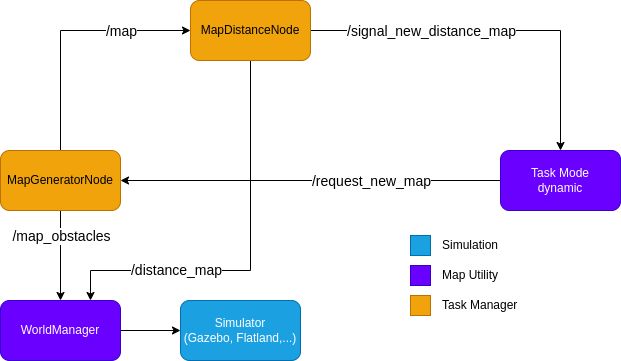 MapDistanceNode
/map
/signal_new_distance_map
MapGeneratorNode
/request_new_map
Task Mode
dynamic
/map_obstacles
/distance_map
WorldManager
Simulator
(Gazebo, Flatland,...)
Simulation
Map Utility
Task Manager